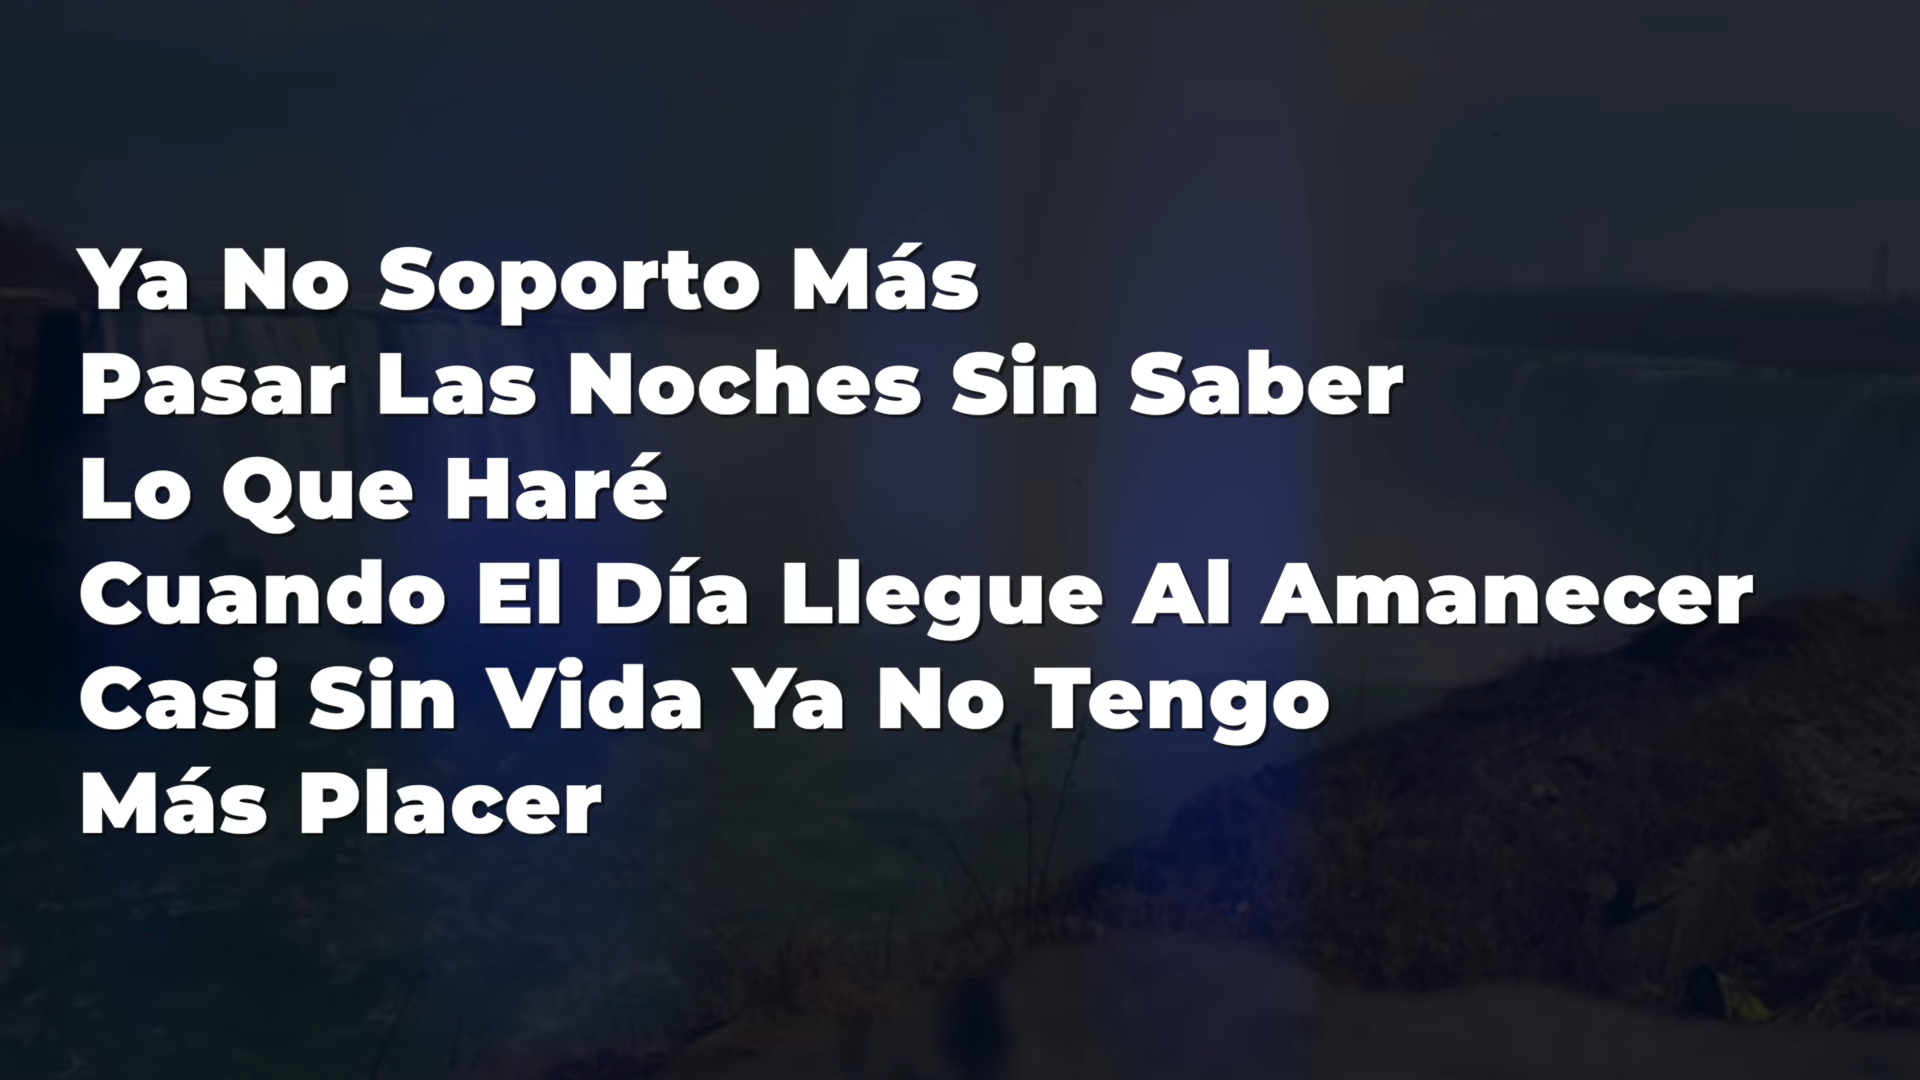 Ya No Soporto Más
Pasar Las Noches Sin Saber
Lo Que Haré
Cuando El Día Llegue Al Amanecer
Casi Sin Vida Ya No Tengo
Más Placer